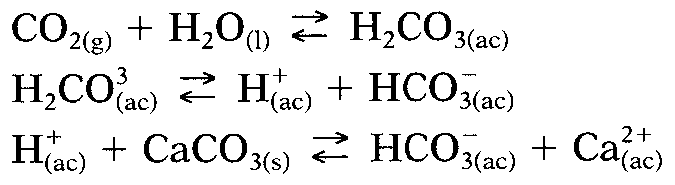 CO₂(g) + H₂O(l) ⇄ H₂CO₃(ac)
H₂CO³(ac) ⇄ H⁺(ac) + HCO₃⁻(ac)
H⁺(ac) + CaCO₃(s) ⇄ HCO₃⁻(ac) + Ca²⁺(ac)